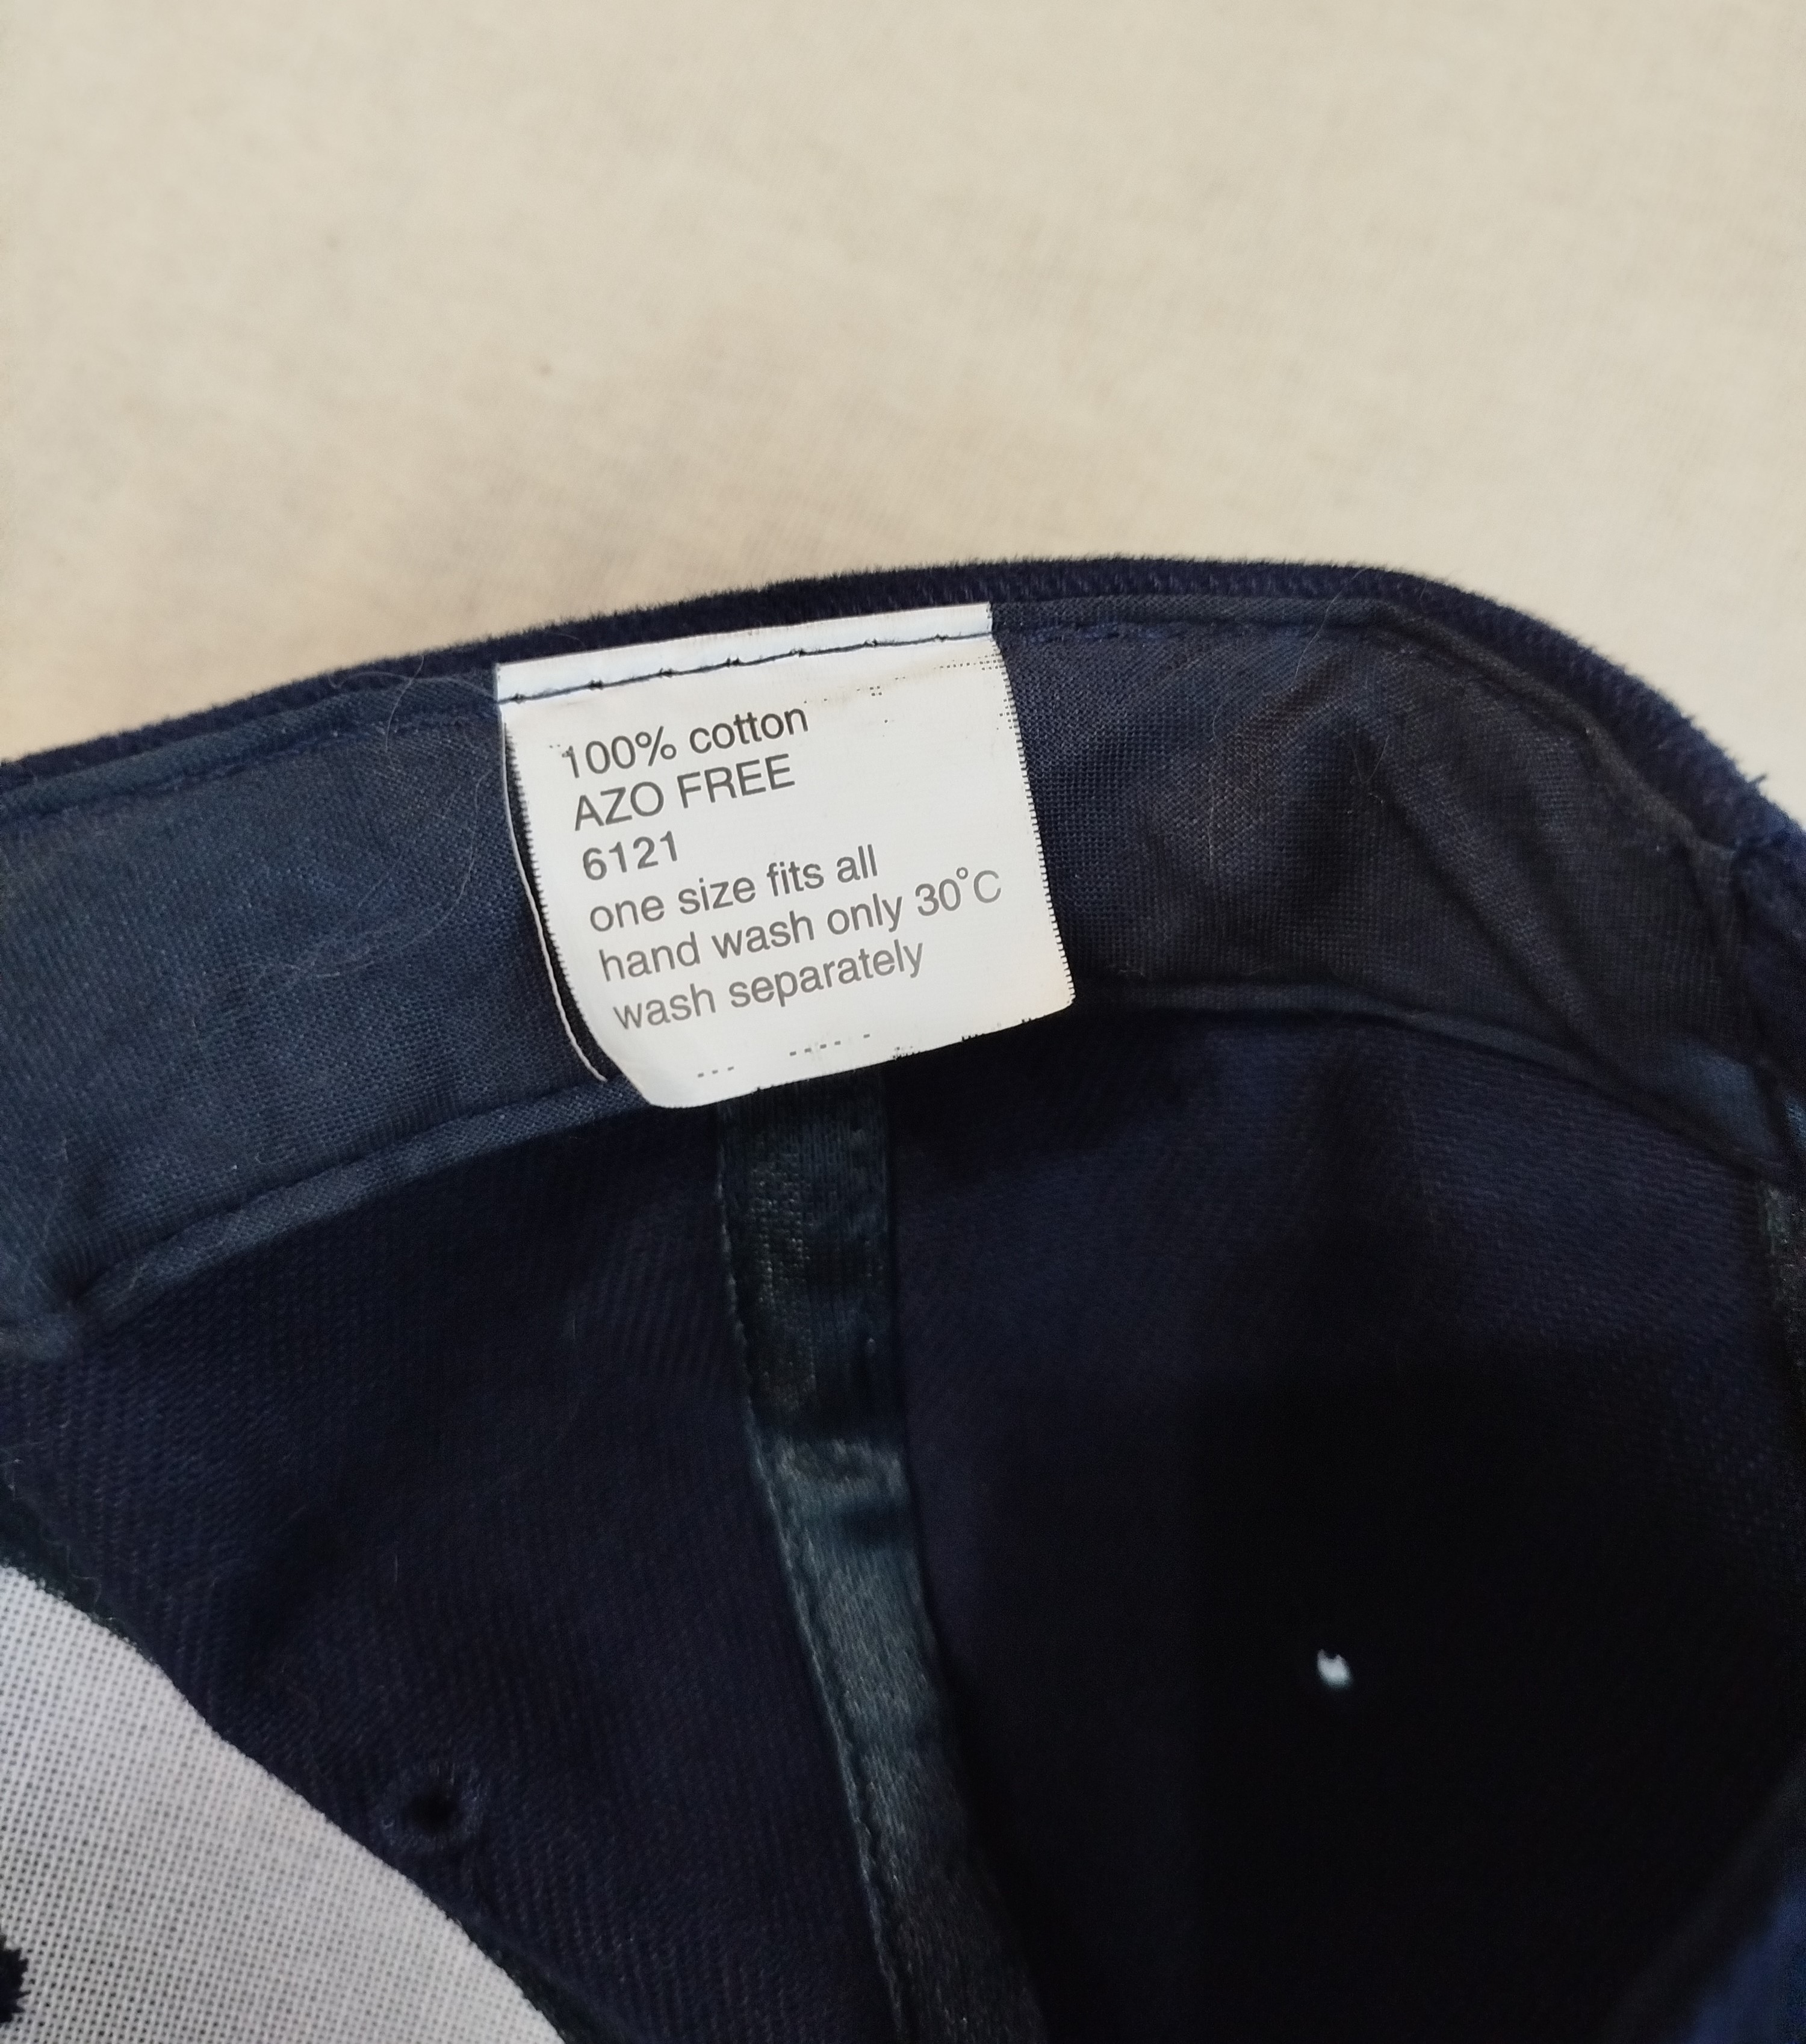 100% cotton
AZO FREE
6121
one size fits all
hand wash only 30°C
wash separately